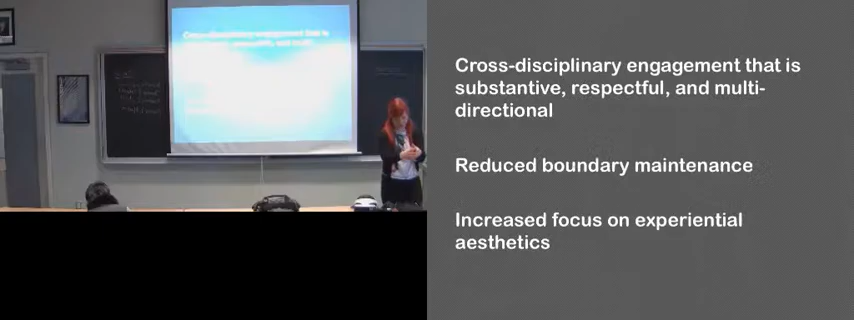 Cross-disciplinary engagement that is
substantive, respectful, and multi-
directional
Reduced boundary maintenance
Increased focus on experiential
aesthetics